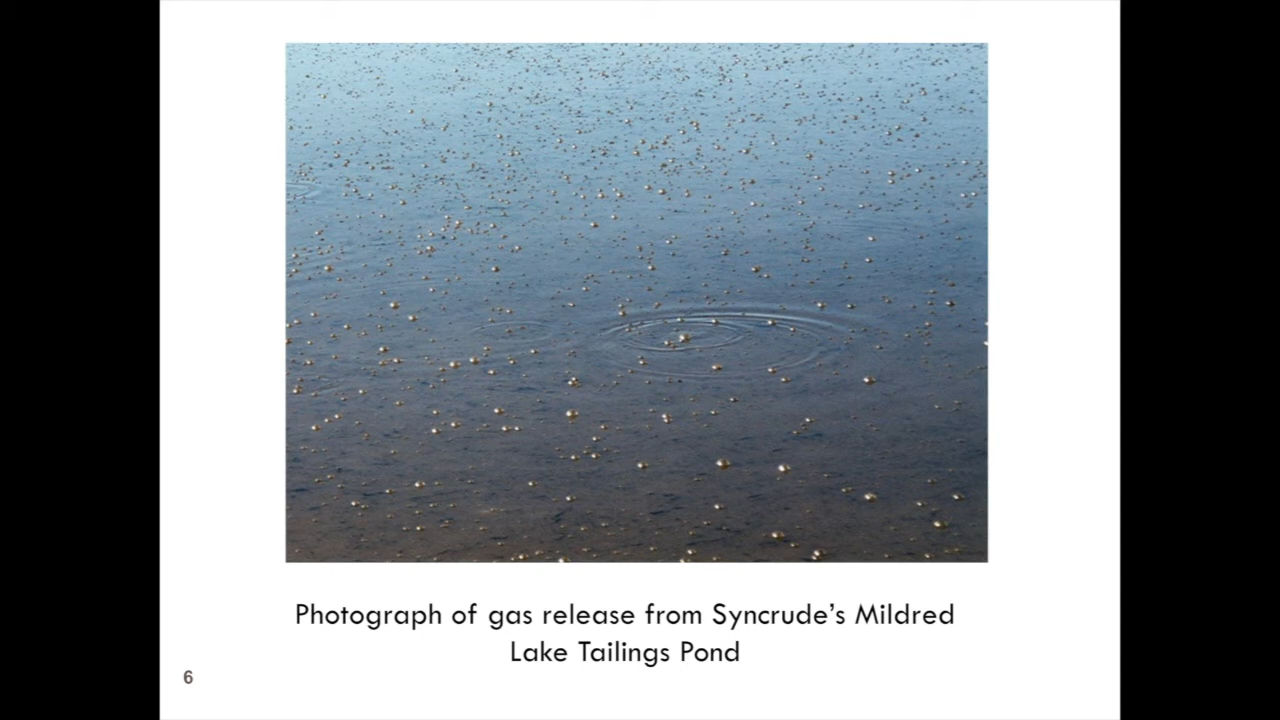 Photograph of gas release from Syncrude’s Mildred
Lake Tailings Pond
6